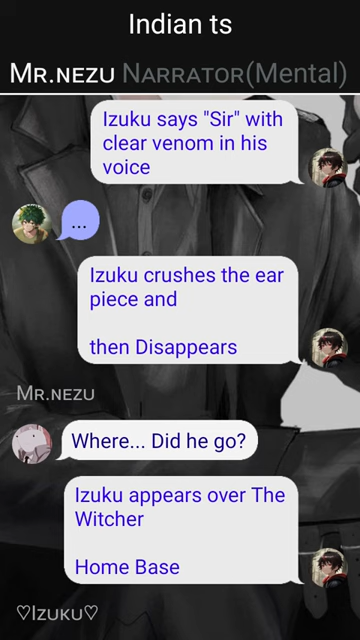 Indian ts
Mr.nezu Narrator(Mental)
Izuku says "Sir" with
clear venom in his
voice
...
Izuku crushes the ear
piece and
then Disappears
Mr.nezu
Where... Did he go?
Izuku appears over The
Witcher
Home Base
♡Izuku♡